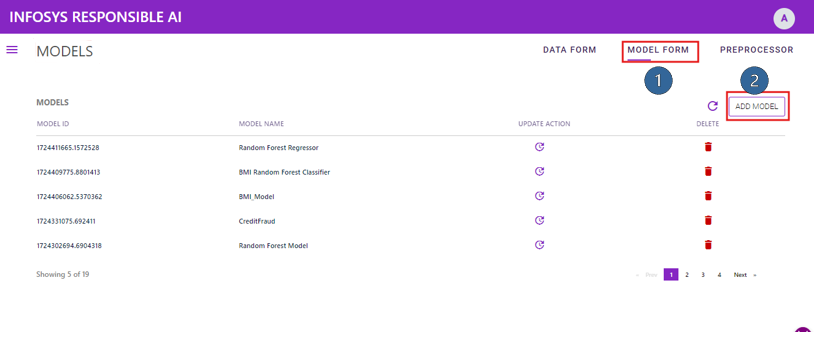 INFOSYS RESPONSIBLE AI
A
MODELS
DATA FORM MODEL FORM PREPROCESSOR
1 2
MODELS
ADD MODEL
MODEL ID MODEL NAME UPDATE ACTION DELETE
1724411665.1572528 Random Forest Regressor
1724409775.8801413 BMI Random Forest Classifier
1724406062.5370362 BMI_Model
1724331075.692411 CreditFraud
1724302694.6904318 Random Forest Model
Showing 5 of 19
« Prev 1 2 3 4 Next »